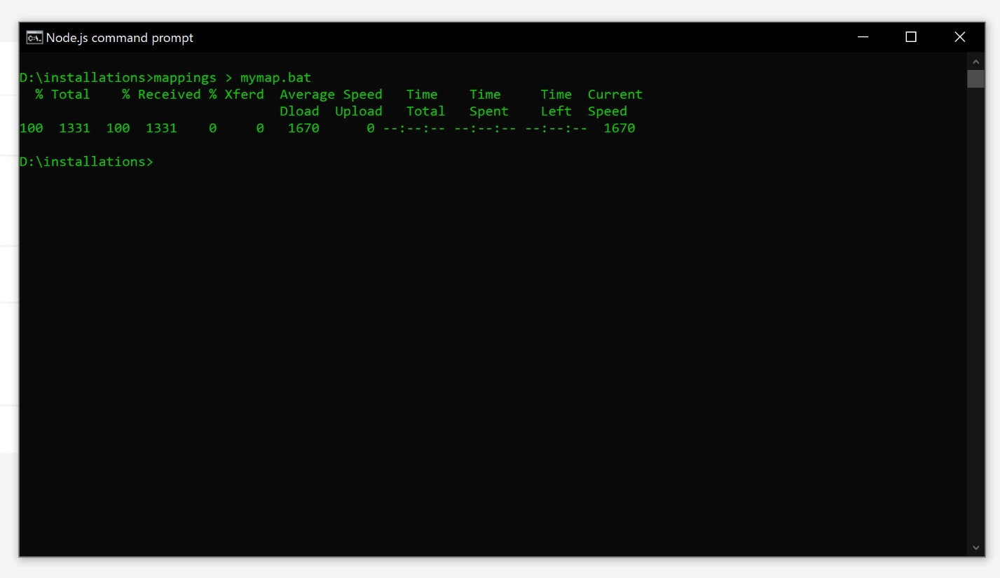 Node.js command prompt
D:\installations>mappings > mymap.bat
  % Total    % Received % Xferd  Average Speed   Time    Time     Time  Current
                                 Dload  Upload   Total   Spent    Left  Speed
100  1331  100  1331    0     0   1670      0 --:--:-- --:--:-- --:--:--  1670
D:\installations>